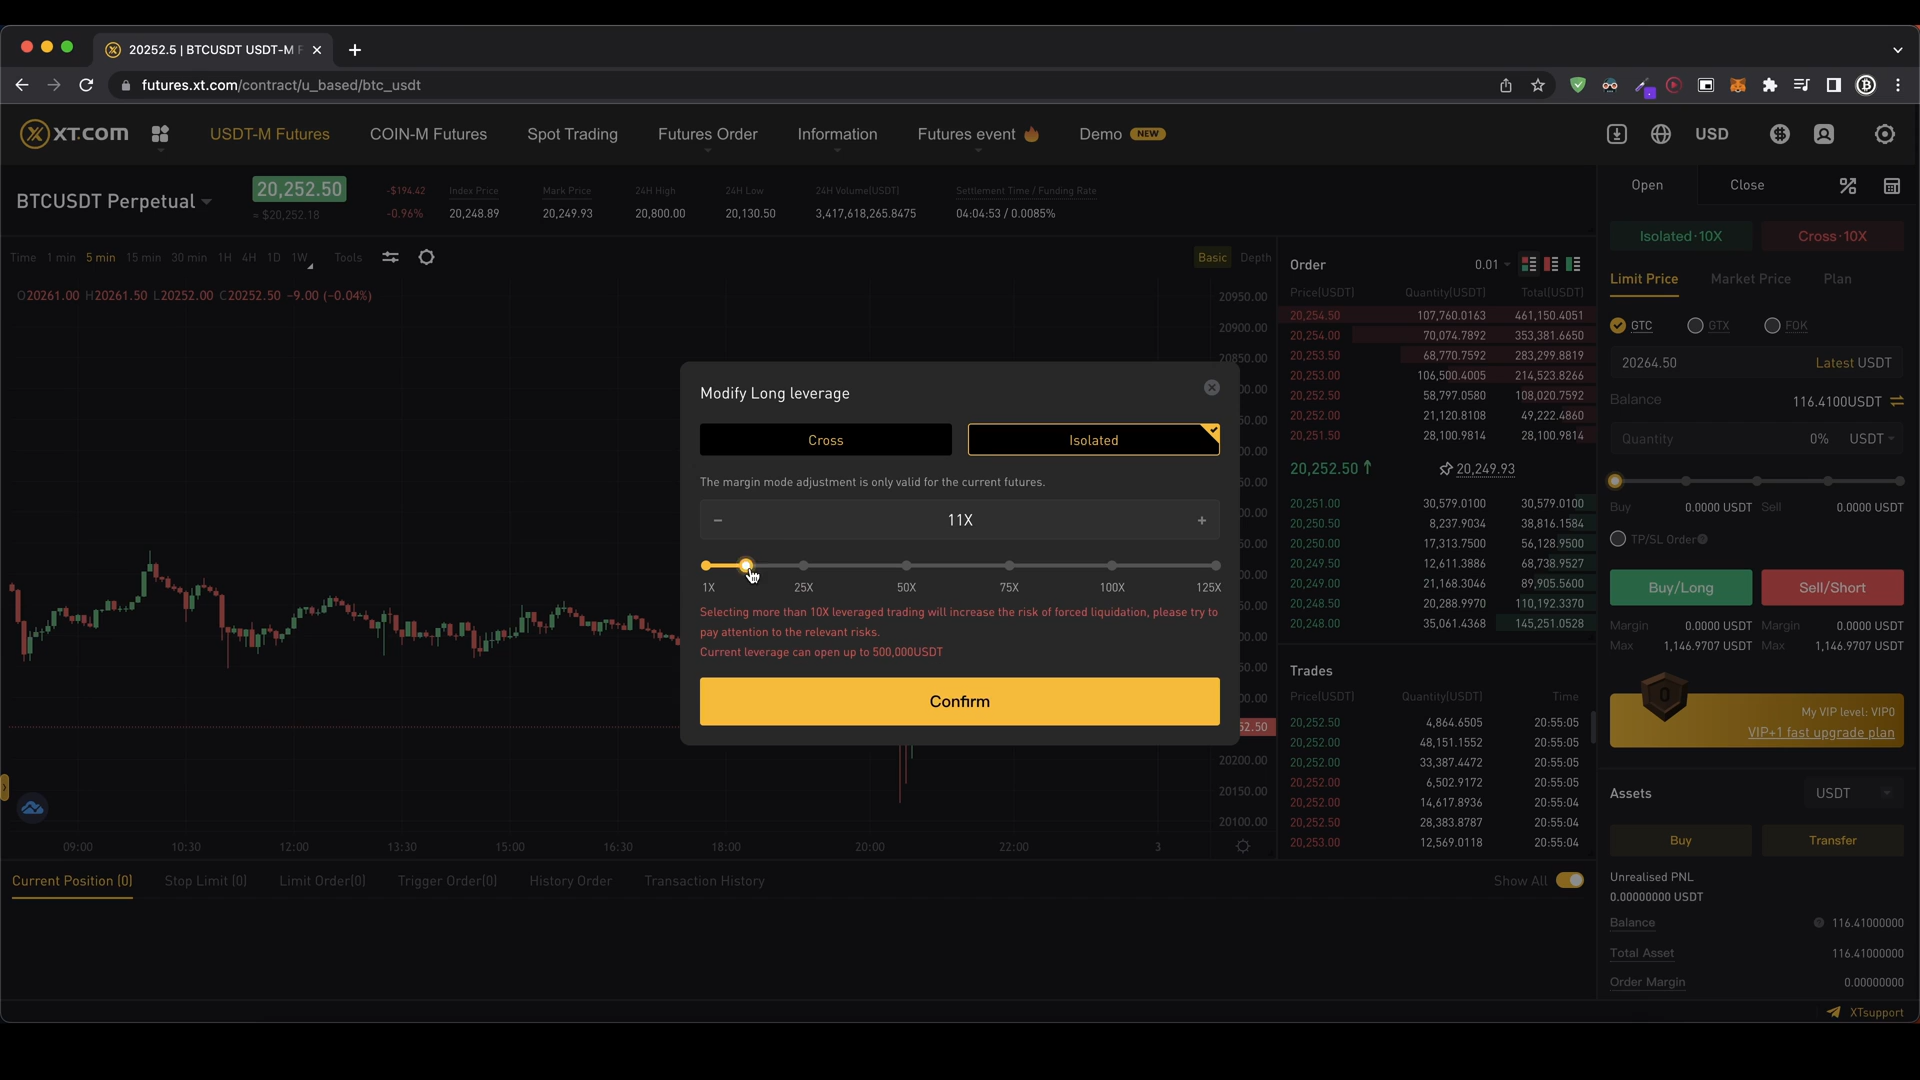 20252.5 | BTCUSDT USDT-M F
futures.xt.com/contract/u_based/btc_usdt
XT.COM
USDT-M Futures
COIN-M Futures
Spot Trading
Futures Order
Information
Futures event
Demo NEW
USD
BTCUSDT Perpetual
20,252.50
≈ $20,252.18
-$194.42
-0.96%
Index Price
20,248.89
Mark Price
20,249.93
24H High
20,800.00
24H Low
20,130.50
24H Volume(USDT)
3,417,618,265.8475
Settlement Time / Funding Rate
04:04:53 / 0.0085%
Time 1 min 5 min 15 min 30 min 1H 4H 1D 1W Tools
Basic Depth
O20261.00 H20261.50 L20252.00 C20252.50 −9.00 (−0.04%)
20950.00
20900.00
20850.00
20200.00
20150.00
20100.00
09:00 10:30 12:00 13:30 15:00 16:30 18:00 20:00 22:00 3
Modify Long leverage
Cross
Isolated
The margin mode adjustment is only valid for the current futures.
− 11X +
1X 25X 50X 75X 100X 125X
Selecting more than 10X leveraged trading will increase the risk of forced liquidation, please try to
pay attention to the relevant risks.
Current leverage can open up to 500,000USDT
Confirm
Order
0.01
Price(USDT) Quantity(USDT) Total(USDT)
20,254.50 107,760.0163 461,150.4051
20,254.00 70,074.7892 353,381.6650
20,253.50 68,770.7592 283,299.8819
20,253.00 106,500.4005 214,523.8266
20,252.50 58,797.0580 108,020.7592
20,252.00 21,120.8108 49,222.4860
20,251.50 28,100.9814 28,100.9814
20,252.50 ↑ 20,249.93
20,251.00 30,579.0100 30,579.0100
20,250.50 8,237.9034 38,816.1584
20,250.00 17,313.7500 56,128.9500
20,249.50 12,611.3886 68,738.9527
20,249.00 21,168.3046 89,905.5600
20,248.50 20,288.9970 110,192.3370
20,248.00 35,061.4368 145,251.0528
Trades
Price(USDT) Quantity(USDT) Time
20,252.50 4,864.6505 20:55:05
20,252.00 48,151.1552 20:55:05
20,252.00 33,387.4472 20:55:05
20,252.00 6,502.9172 20:55:05
20,252.00 14,617.8936 20:55:04
20,252.50 28,383.8787 20:55:04
20,253.00 12,569.0118 20:55:04
Open
Close
Isolated·10X
Cross·10X
Limit Price
Market Price
Plan
GTC
GTX
FOK
20264.50
Latest USDT
Balance
116.4100USDT
Quantity
0%
USDT
Buy 0.0000 USDT Sell 0.0000 USDT
TP/SL Order
Buy/Long
Sell/Short
Margin 0.0000 USDT Margin 0.0000 USDT
Max 1,146.9707 USDT Max 1,146.9707 USDT
0
My VIP level: VIP0
VIP+1 fast upgrade plan
Assets
USDT
Buy
Transfer
Unrealised PNL
0.00000000 USDT
Balance 116.41000000
Total Asset 116.41000000
Order Margin 0.00000000
Current Position (0)
Stop Limit (0)
Limit Order(0)
Trigger Order(0)
History Order
Transaction History
Show All
XTsupport